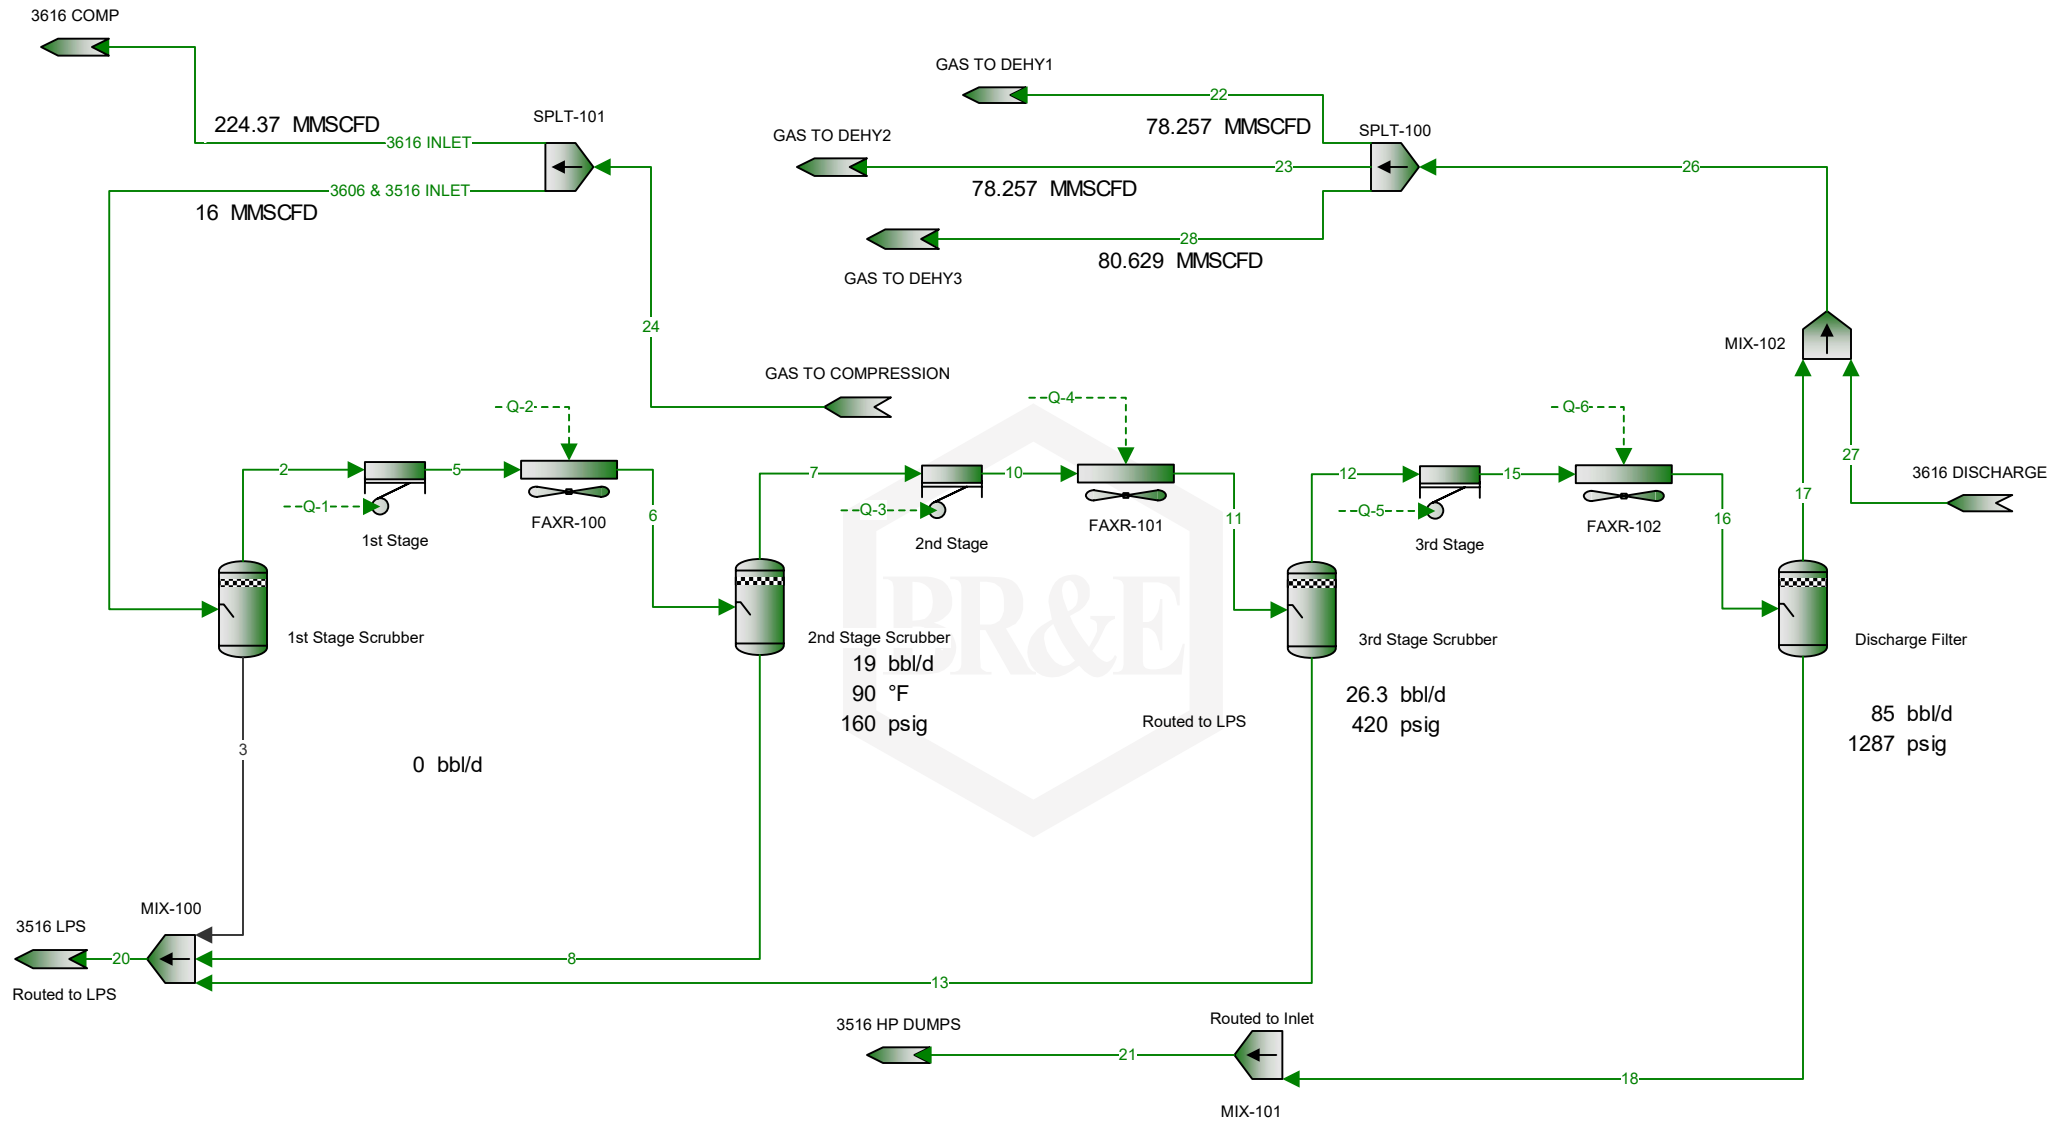 3616 COMP
GAS TO DEHY1
22
224.37 MMSCFD
SPLT-101
78.257 MMSCFD
SPLT-100
3616 INLET
GAS TO DEHY2
23
26
3606 & 3516 INLET
78.257 MMSCFD
16 MMSCFD
28
GAS TO DEHY3
80.629 MMSCFD
24
MIX-102
GAS TO COMPRESSION
Q-2
Q-4
Q-6
27
2
5
7
10
12
15
3616 DISCHARGE
17
Q-1
6
Q-3
11
Q-5
16
FAXR-100
FAXR-101
FAXR-102
1st Stage
2nd Stage
3rd Stage
BR&E
1st Stage Scrubber
2nd Stage Scrubber
19 bbl/d
90 °F
160 psig
3rd Stage Scrubber
26.3 bbl/d
420 psig
Discharge Filter
85 bbl/d
1287 psig
Routed to LPS
3
0 bbl/d
MIX-100
3516 LPS
20
8
Routed to LPS
13
3516 HP DUMPS
Routed to Inlet
21
18
MIX-101